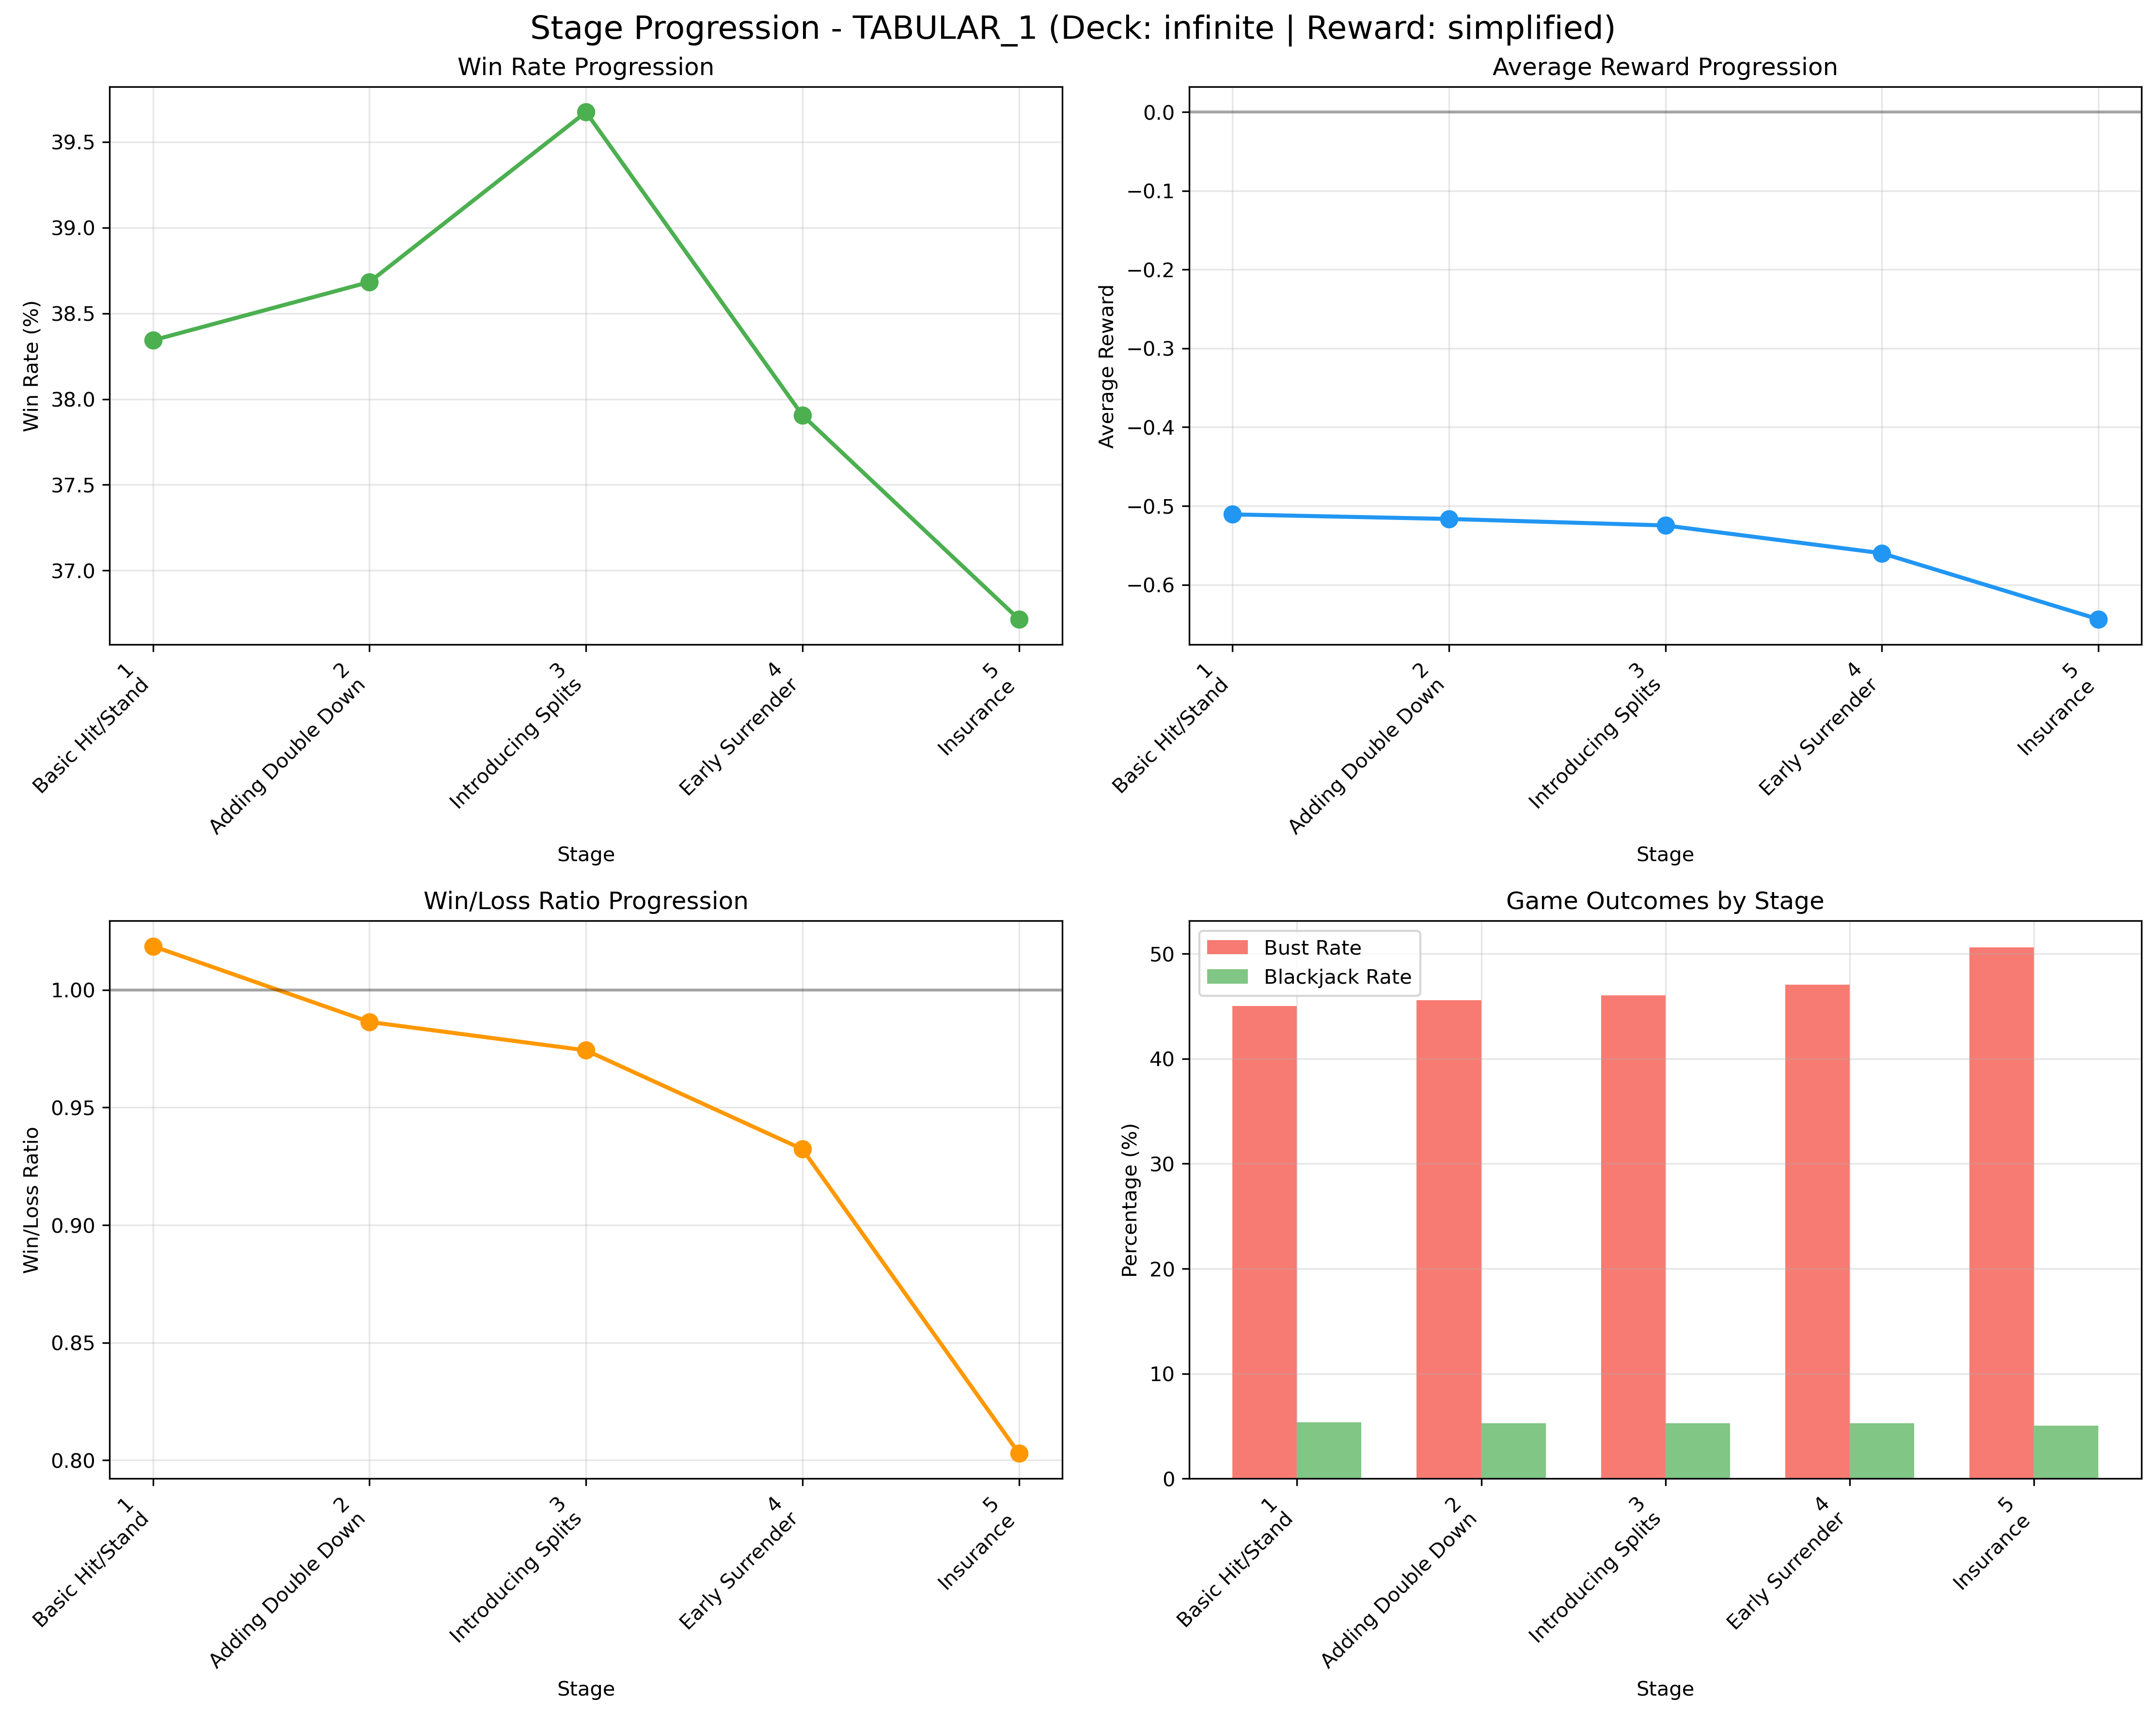 Stage Progression - TABULAR_1 (Deck: infinite | Reward: simplified)
Win Rate Progression
Win Rate (%)
39.5
39.0
38.5
38.0
37.5
37.0
1
Basic Hit/Stand
2
Adding Double Down
3
Introducing Splits
4
Early Surrender
5
Insurance
Stage
Average Reward Progression
Average Reward
0.0
−0.1
−0.2
−0.3
−0.4
−0.5
−0.6
1
Basic Hit/Stand
2
Adding Double Down
3
Introducing Splits
4
Early Surrender
5
Insurance
Stage
Win/Loss Ratio Progression
Win/Loss Ratio
1.00
0.95
0.90
0.85
0.80
1
Basic Hit/Stand
2
Adding Double Down
3
Introducing Splits
4
Early Surrender
5
Insurance
Stage
Game Outcomes by Stage
Bust Rate
Blackjack Rate
Percentage (%)
50
40
30
20
10
0
1
Basic Hit/Stand
2
Adding Double Down
3
Introducing Splits
4
Early Surrender
5
Insurance
Stage